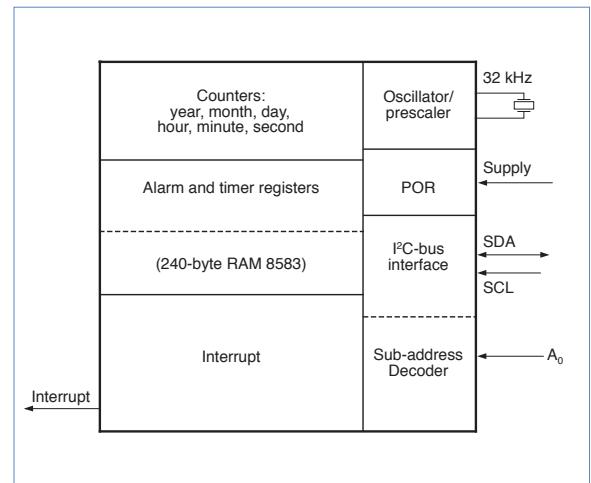 Counters:
year, month, day,
hour, minute, second
Oscillator/
prescaler
32 kHz
Alarm and timer registers
POR
Supply
(240-byte RAM 8583)
I²C-bus
interface
SDA
SCL
Interrupt
Sub-address
Decoder
A₀
Interrupt